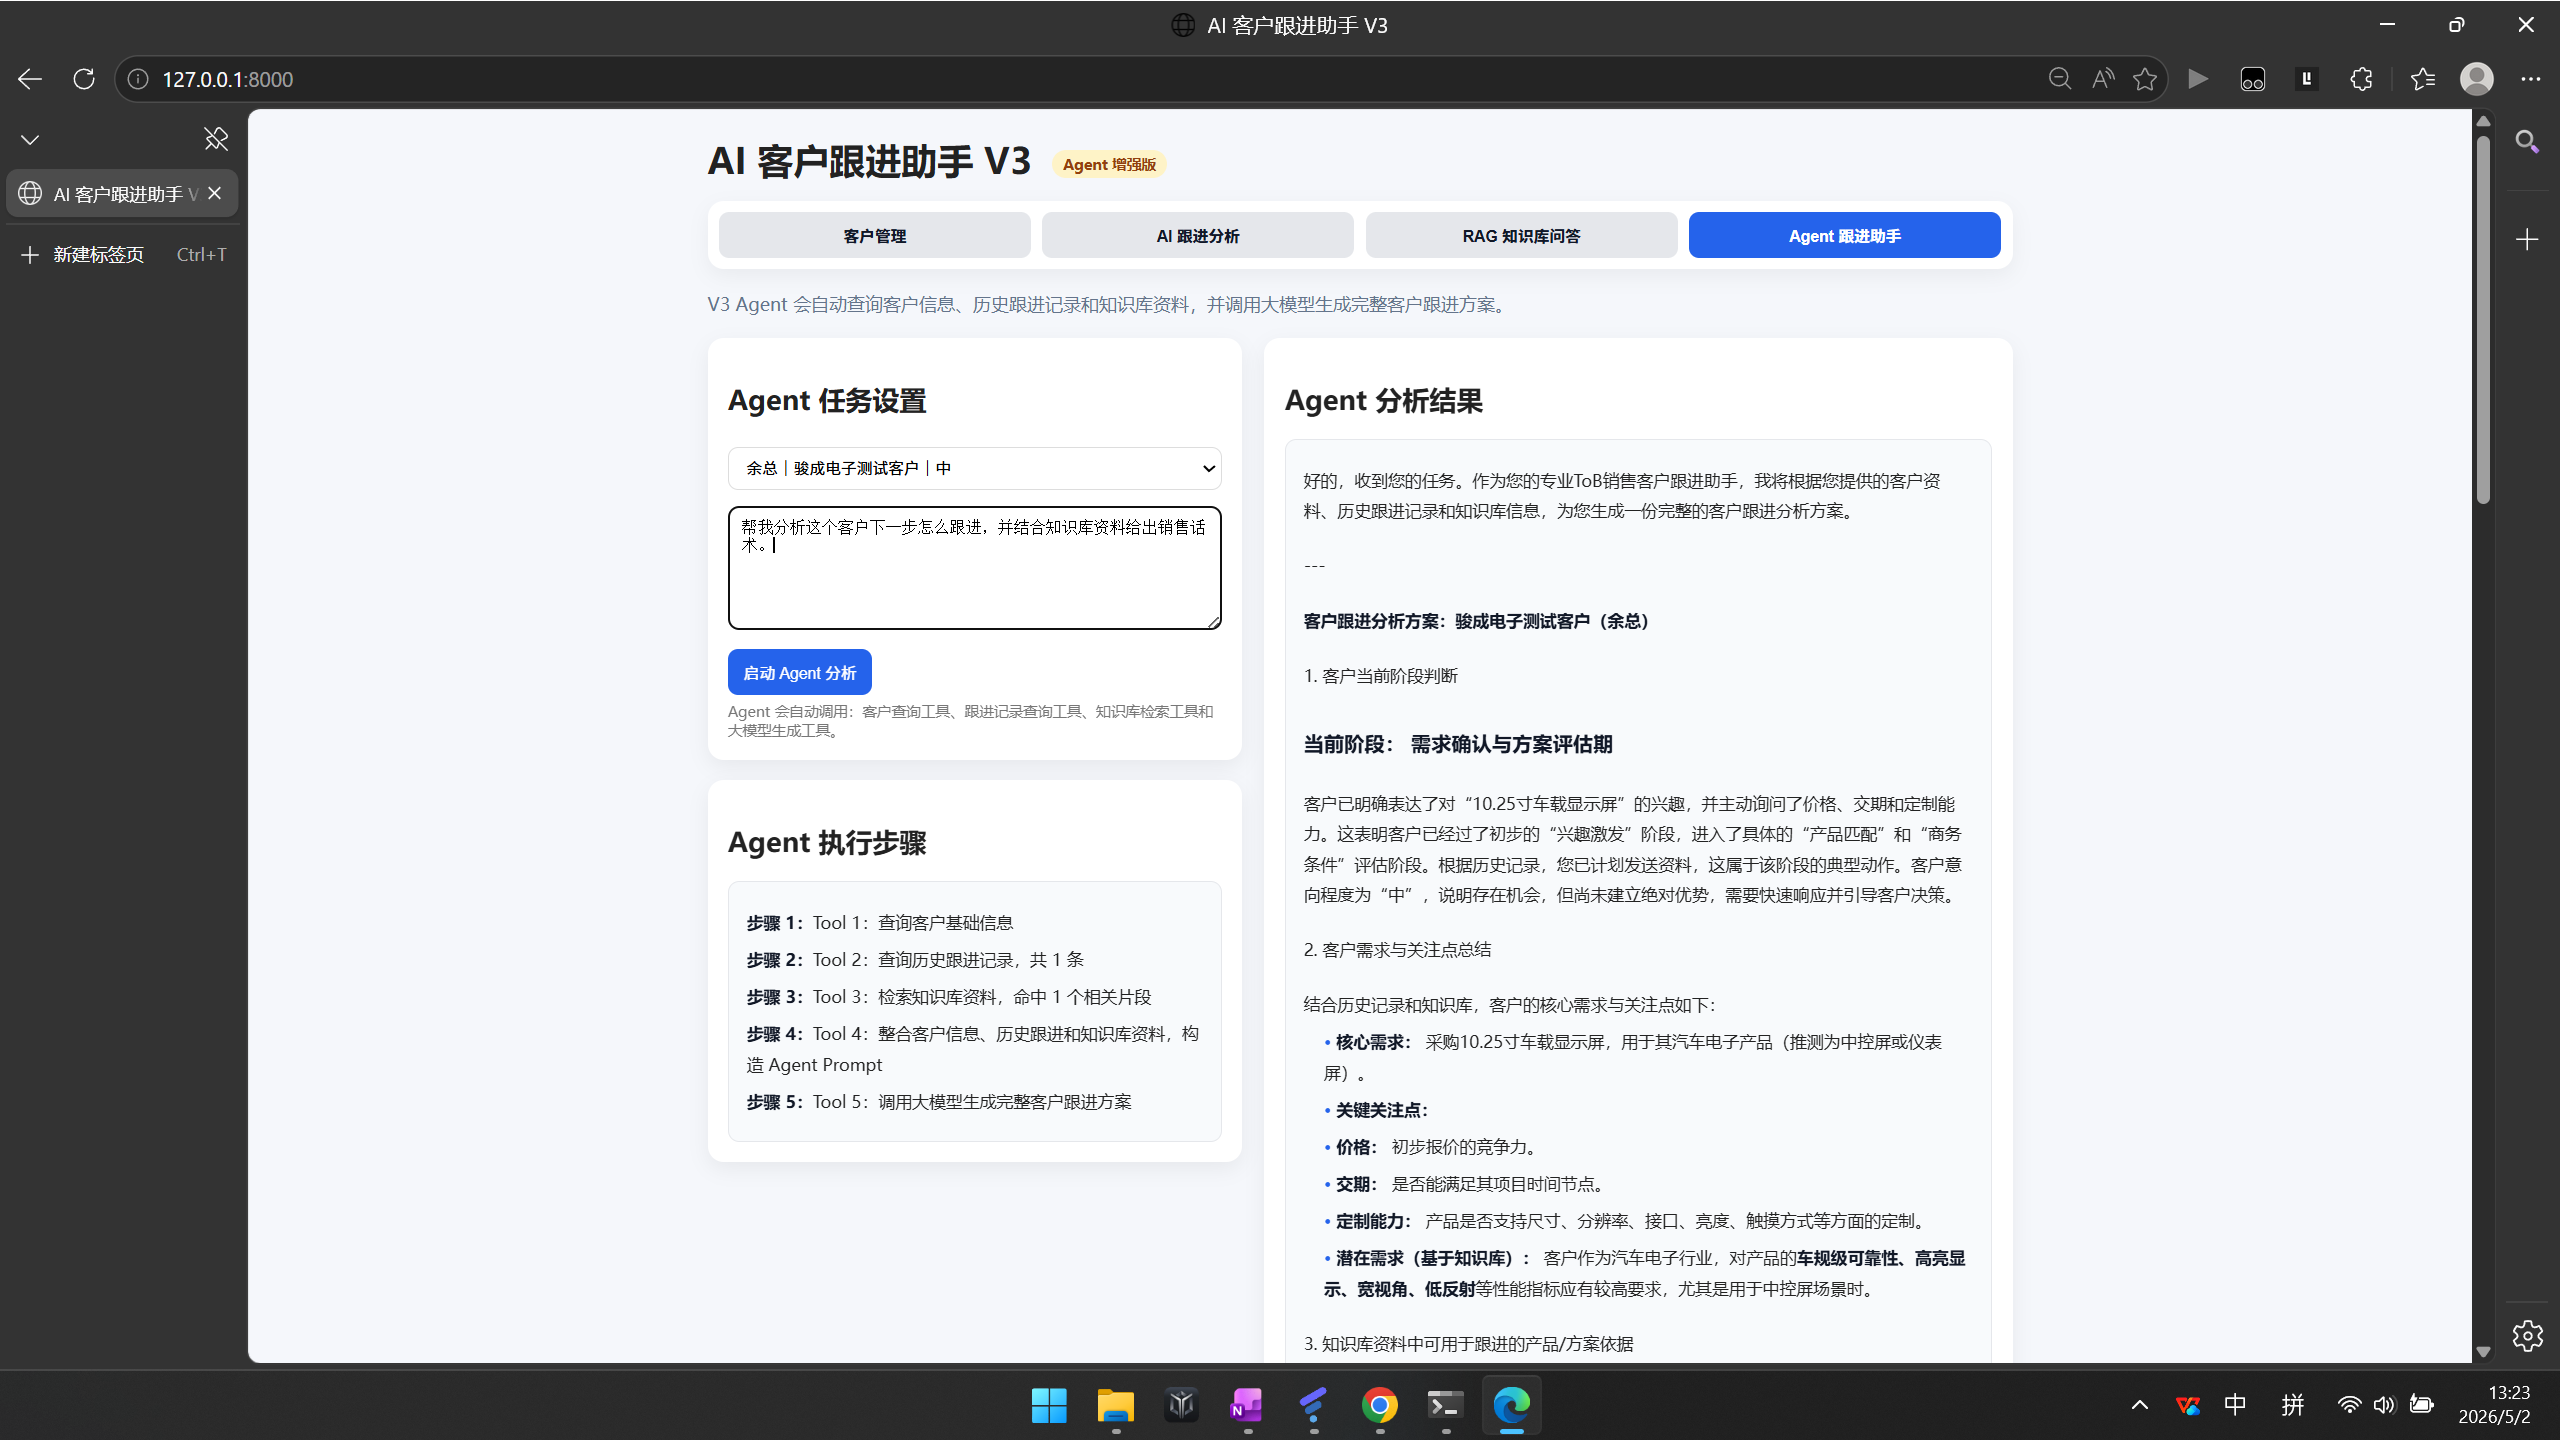 AI 客户跟进助手 V3
127.0.0.1:8000
AI 客户跟进助手 V
新建标签页 Ctrl+T
AI 客户跟进助手 V3
Agent 增强版
客户管理
AI 跟进分析
RAG 知识库问答
Agent 跟进助手
V3 Agent 会自动查询客户信息、历史跟进记录和知识库资料，并调用大模型生成完整客户跟进方案。
Agent 任务设置
余总｜骏成电子测试客户｜中
帮我分析这个客户下一步怎么跟进，并结合知识库资料给出销售话
术。
启动 Agent 分析
Agent 会自动调用：客户查询工具、跟进记录查询工具、知识库检索工具和
大模型生成工具。
Agent 执行步骤
步骤 1：Tool 1：查询客户基础信息
步骤 2：Tool 2：查询历史跟进记录，共 1 条
步骤 3：Tool 3：检索知识库资料，命中 1 个相关片段
步骤 4：Tool 4：整合客户信息、历史跟进和知识库资料，构
造 Agent Prompt
步骤 5：Tool 5：调用大模型生成完整客户跟进方案
Agent 分析结果
好的，收到您的任务。作为您的专业ToB销售客户跟进助手，我将根据您提供的客户资
料、历史跟进记录和知识库信息，为您生成一份完整的客户跟进分析方案。
---
客户跟进分析方案：骏成电子测试客户（余总）
1. 客户当前阶段判断
当前阶段： 需求确认与方案评估期
客户已明确表达了对“10.25寸车载显示屏”的兴趣，并主动询问了价格、交期和定制能
力。这表明客户已经过了初步的“兴趣激发”阶段，进入了具体的“产品匹配”和“商务
条件”评估阶段。根据历史记录，您已计划发送资料，这属于该阶段的典型动作。客户意
向程度为“中”，说明存在机会，但尚未建立绝对优势，需要快速响应并引导客户决策。
2. 客户需求与关注点总结
结合历史记录和知识库，客户的核心需求与关注点如下：
• 核心需求： 采购10.25寸车载显示屏，用于其汽车电子产品（推测为中控屏或仪表
屏）。
• 关键关注点：
• 价格： 初步报价的竞争力。
• 交期： 是否能满足其项目时间节点。
• 定制能力： 产品是否支持尺寸、分辨率、接口、亮度、触摸方式等方面的定制。
• 潜在需求（基于知识库）： 客户作为汽车电子行业，对产品的车规级可靠性、高亮显
示、宽视角、低反射等性能指标应有较高要求，尤其是用于中控屏场景时。
3. 知识库资料中可用于跟进的产品/方案依据
中
拼
13:23
2026/5/2